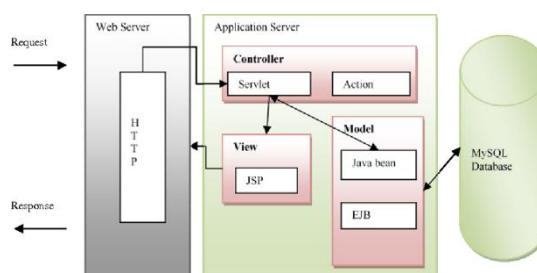 Web Server
Application Server
Request
Controller
Servlet
Action
H
T
T
P
View
JSP
Model
Java bean
EJB
MySQL
Database
Response